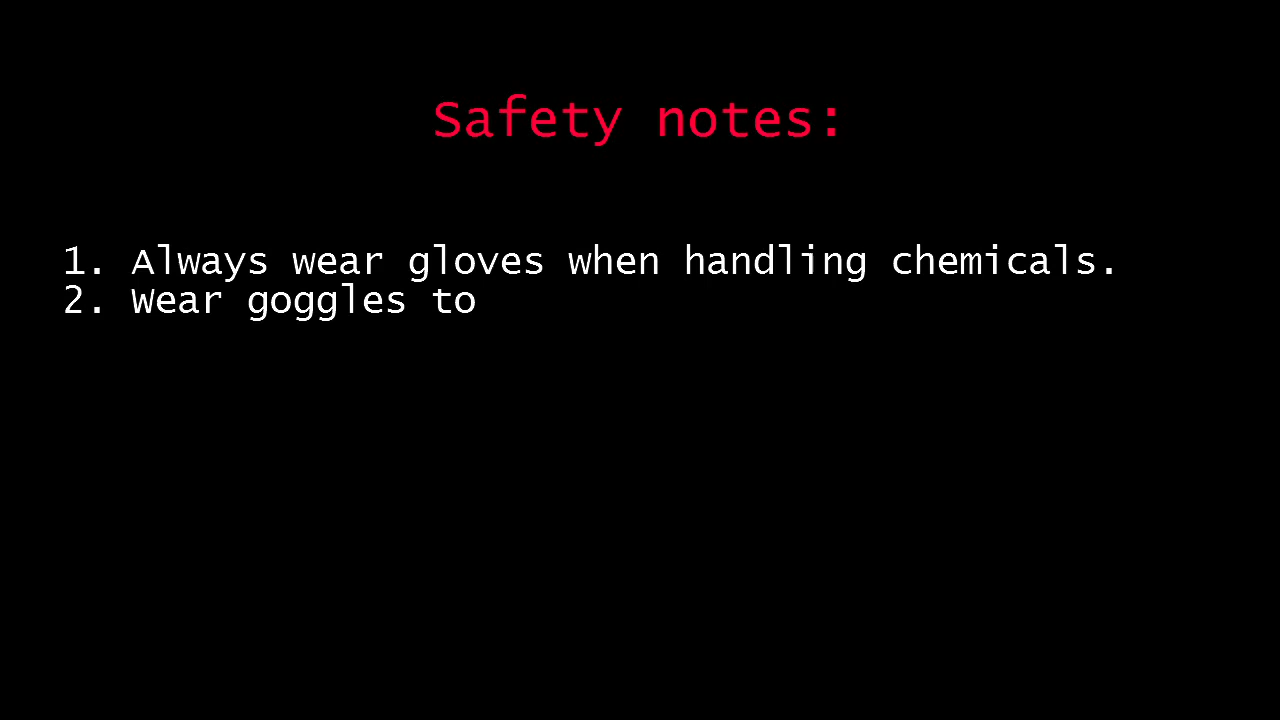 Safety notes:
1. Always wear gloves when handling chemicals.
2. Wear goggles to